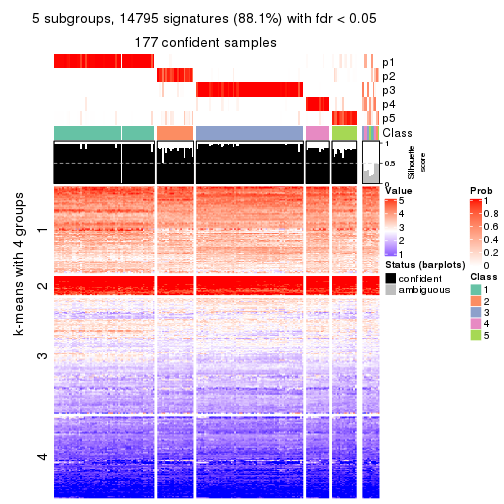 5 subgroups, 14795 signatures (88.1%) with fdr < 0.05
177 confident samples
p1
p2
p3
p4
p5
Class
1
0.5
0
Silhouette
score
k-means with 4 groups
1
2
3
4
Value
5
4
3
2
1
Status (barplots)
confident
ambiguous
Prob
1
0.8
0.6
0.4
0.2
0
Class
1
2
3
4
5